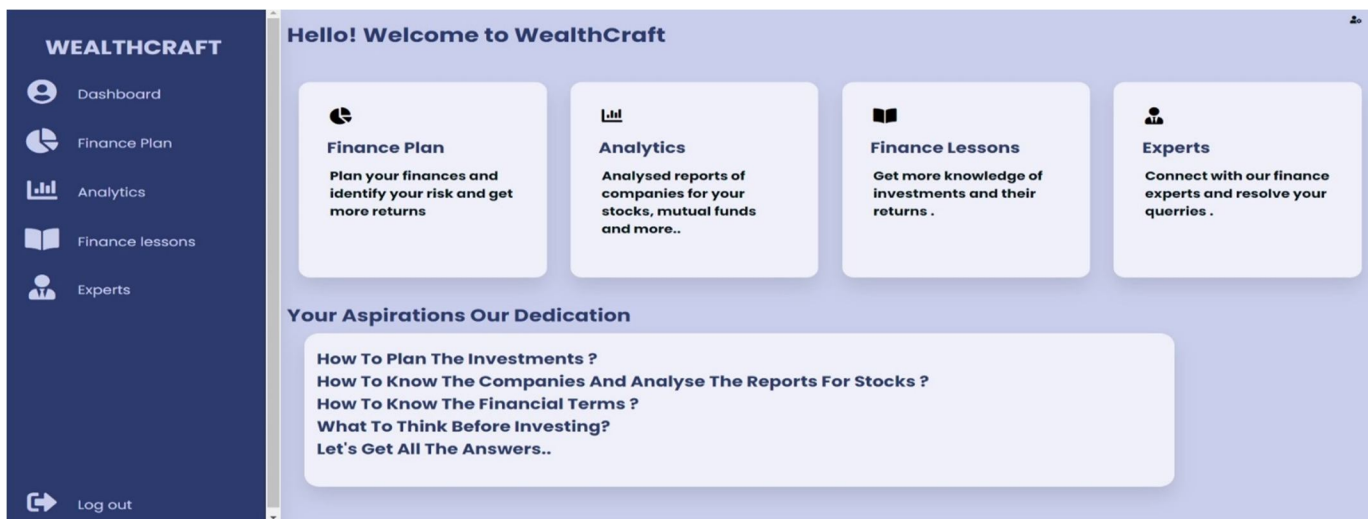 WEALTHCRAFT
Dashboard
Finance Plan
Analytics
Finance lessons
Experts
Log out
Hello! Welcome to WealthCraft
Finance Plan
Plan your finances and
identify your risk and get
more returns
Analytics
Analysed reports of
companies for your
stocks, mutual funds
and more..
Finance Lessons
Get more knowledge of
investments and their
returns .
Experts
Connect with our finance
experts and resolve your
querries .
Your Aspirations Our Dedication
How To Plan The Investments ?
How To Know The Companies And Analyse The Reports For Stocks ?
How To Know The Financial Terms ?
What To Think Before Investing?
Let's Get All The Answers..